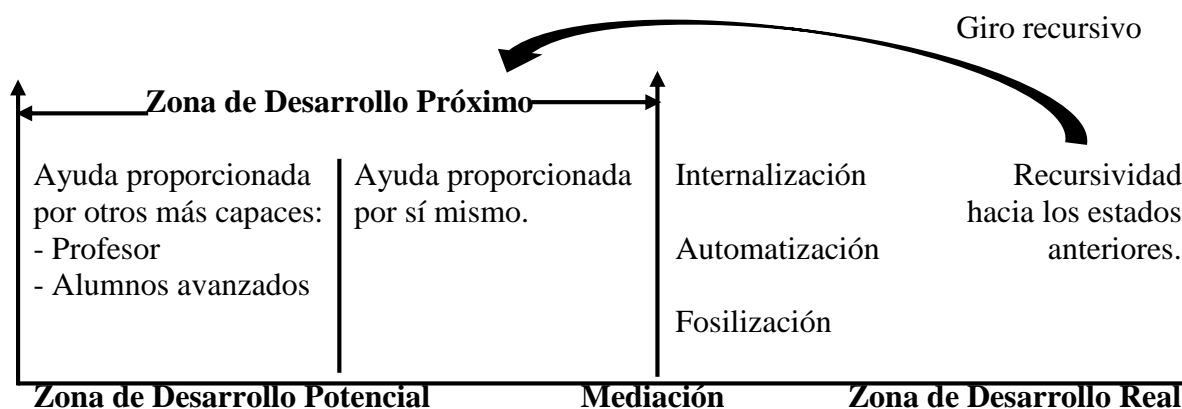 Giro recursivo
Zona de Desarrollo Próximo
Ayuda proporcionada
por otros más capaces:
- Profesor
- Alumnos avanzados
Ayuda proporcionada
por sí mismo.
Internalización
Automatización
Fosilización
Recursividad
hacia los estados
anteriores.
Zona de Desarrollo Potencial
Mediación
Zona de Desarrollo Real